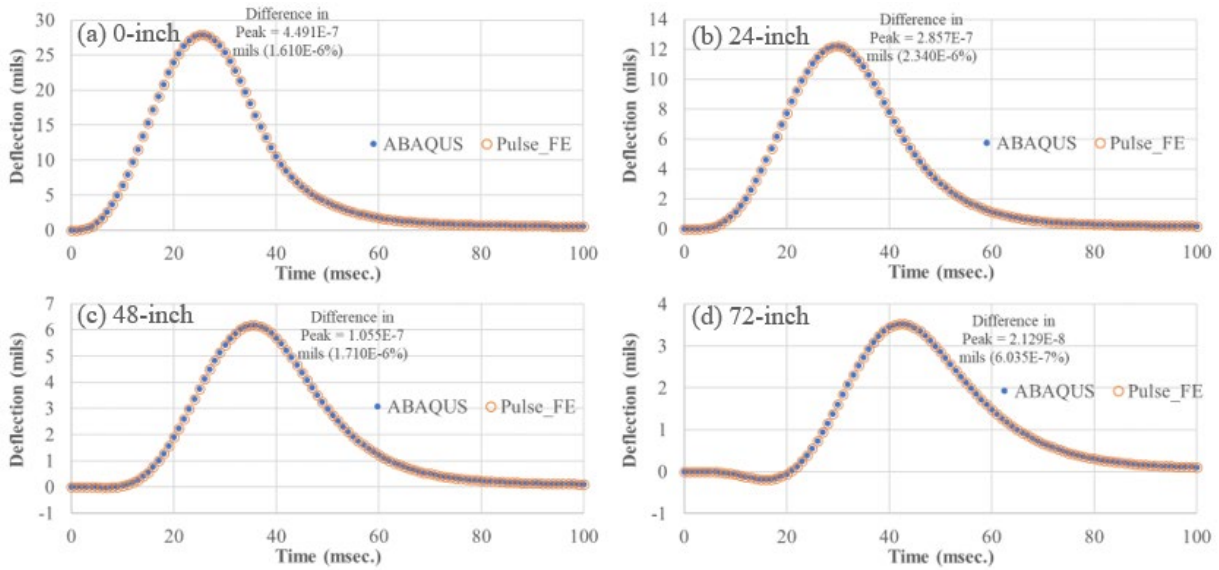 (a) 0-inch
Difference in
Peak = 4.491E-7
mils (1.610E-6%)
Deflection (mils)
30
25
20
15
10
5
0
ABAQUS Pulse_FE
0 20 40 60 80 100
Time (msec.)
(b) 24-inch
Difference in
Peak = 2.857E-7
mils (2.340E-6%)
Deflection (mils)
14
12
10
8
6
4
2
0
ABAQUS Pulse_FE
0 20 40 60 80 100
Time (msec.)
(c) 48-inch
Difference in
Peak = 1.055E-7
mils (1.710E-6%)
Deflection (mils)
7
6
5
4
3
2
1
0
-1
ABAQUS Pulse_FE
0 20 40 60 80 100
Time (msec.)
(d) 72-inch
Difference in
Peak = 2.129E-8
mils (6.035E-7%)
Deflection (mils)
4
3
2
1
0
-1
ABAQUS Pulse_FE
0 20 40 60 80 100
Time (msec.)